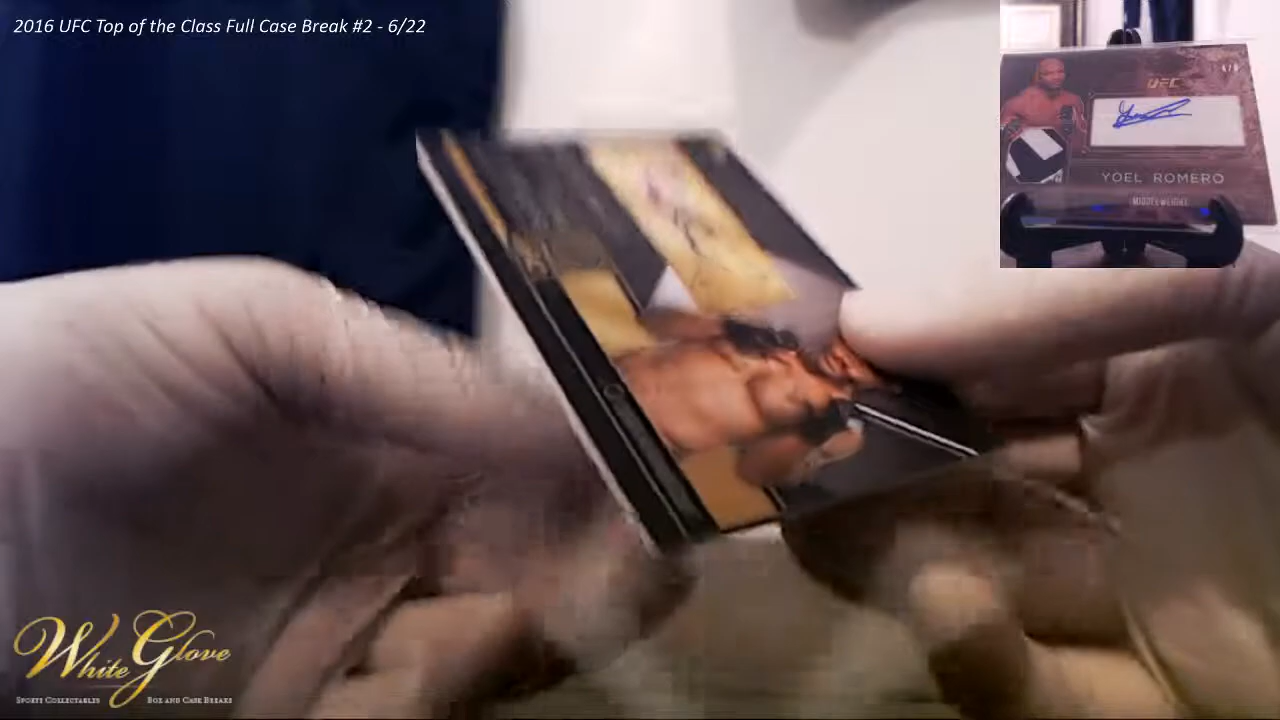 2016 UFC Top of the Class Full Case Break #2 - 6/22
UFC
YOEL ROMERO
MIDDLEWEIGHT
White Glove
SPORTS COLLECTABLES BOX AND CASE BREAKS